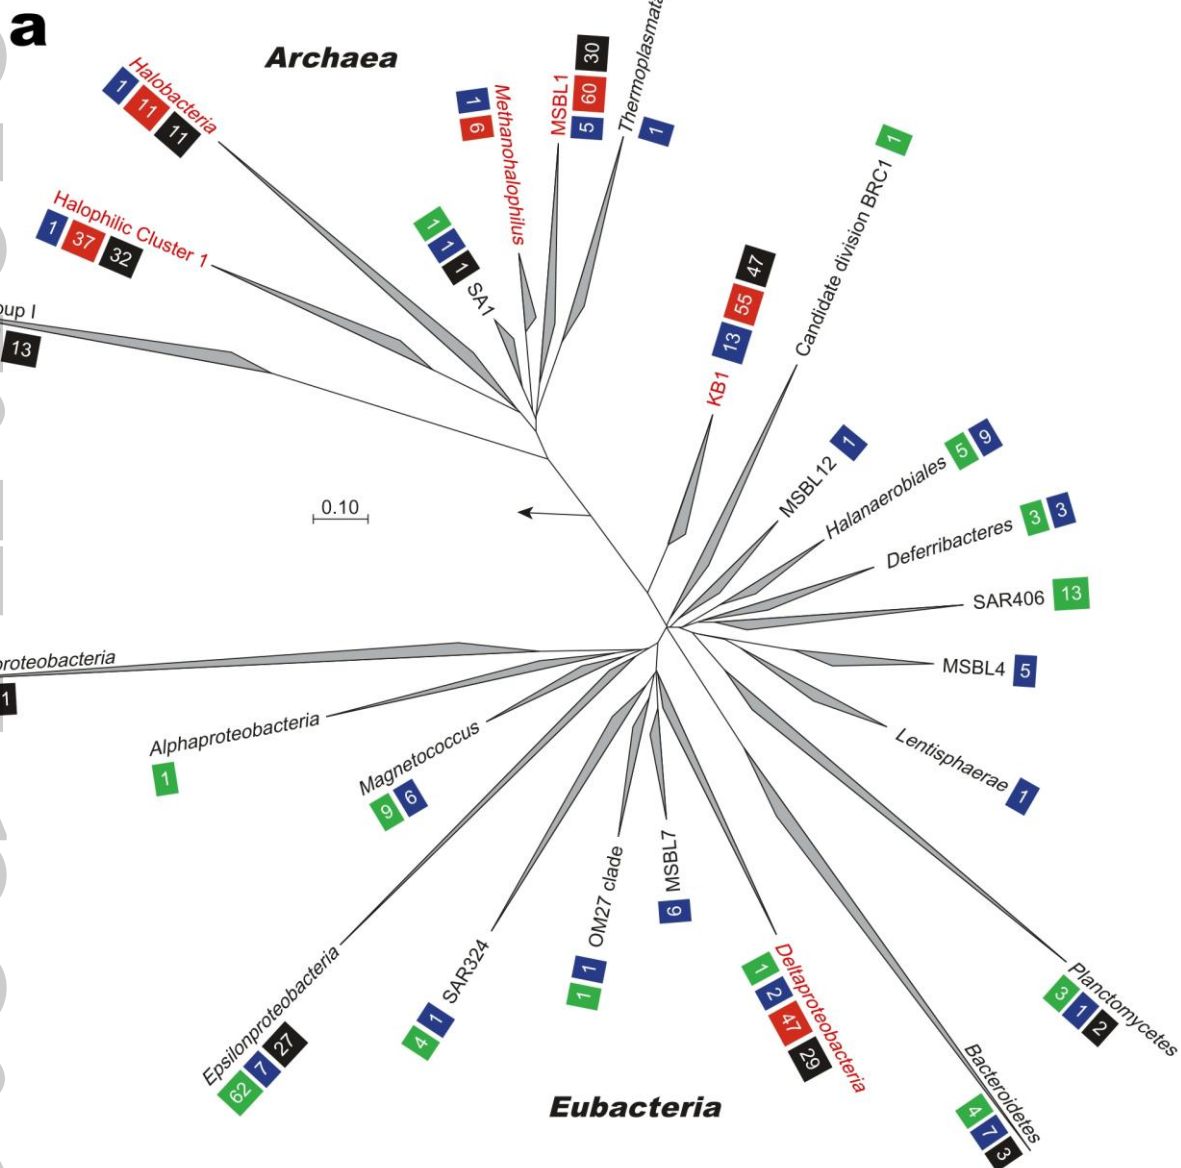 a
Archaea
Halobacteria
1 11 11
Halophilic Cluster 1
1 37 32
oup I
13
1 1 1 SA1
Methanohalophilus
1 6
MSBL1
5 60 30
Thermoplasmata
1
Candidate division BRC1 1
KB1 13 55 47
MSBL12 1
Halanaerobiales 5 9
Deferribacteres 3 3
SAR406 13
MSBL4 5
Lentisphaerae 1
Planctomycetes
3 1 2
Bacteroidetes
4 7 3
Deltaproteobacteria
1 2 47 29
MSBL7
6
OM27 clade
1 1
SAR324
4 1
Epsilonproteobacteria
62 7 27
Magnetococcus
9 6
Alphaproteobacteria
1
proteobacteria
1
0.10
Eubacteria